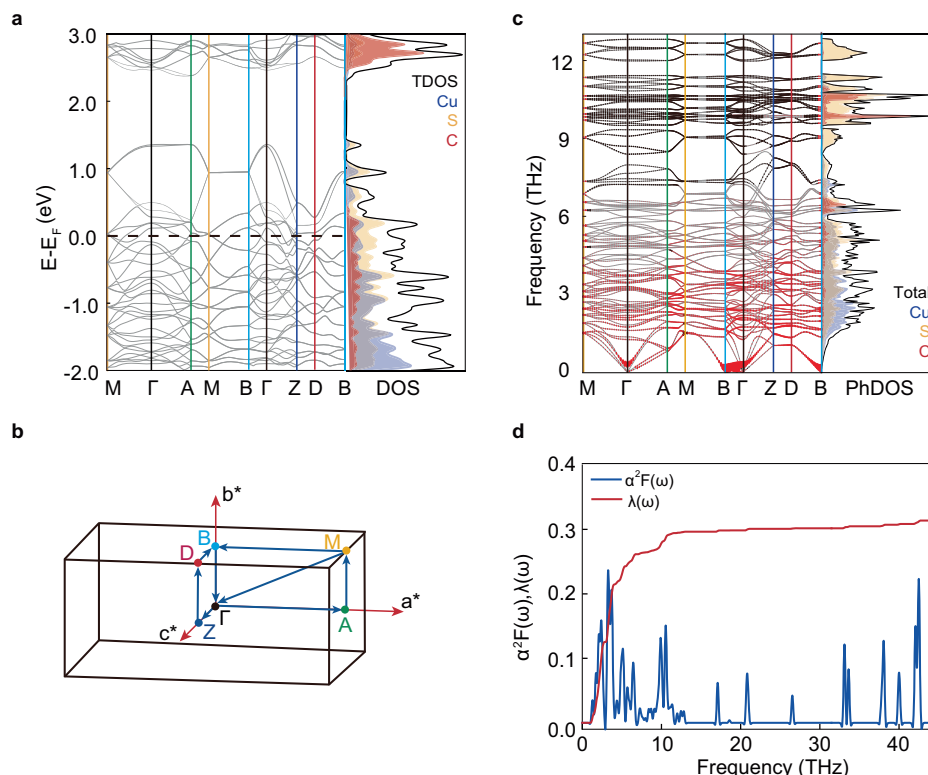 a
3.0
2.0
1.0
0.0
-1.0
-2.0
E-E_F (eV)
TDOS
Cu
S
C
M Γ A M B Γ Z D B DOS
c
12
9
6
3
0
Frequency (THz)
Total
Cu
S
C
M Γ A M B Γ Z D B PhDOS
b
b*
B
M
D
Γ
A
a*
Z
c*
d
0.4
0.3
0.2
0.1
0.0
α²F(ω),λ(ω)
α²F(ω)
λ(ω)
0 10 20 30 40
Frequency (THz)